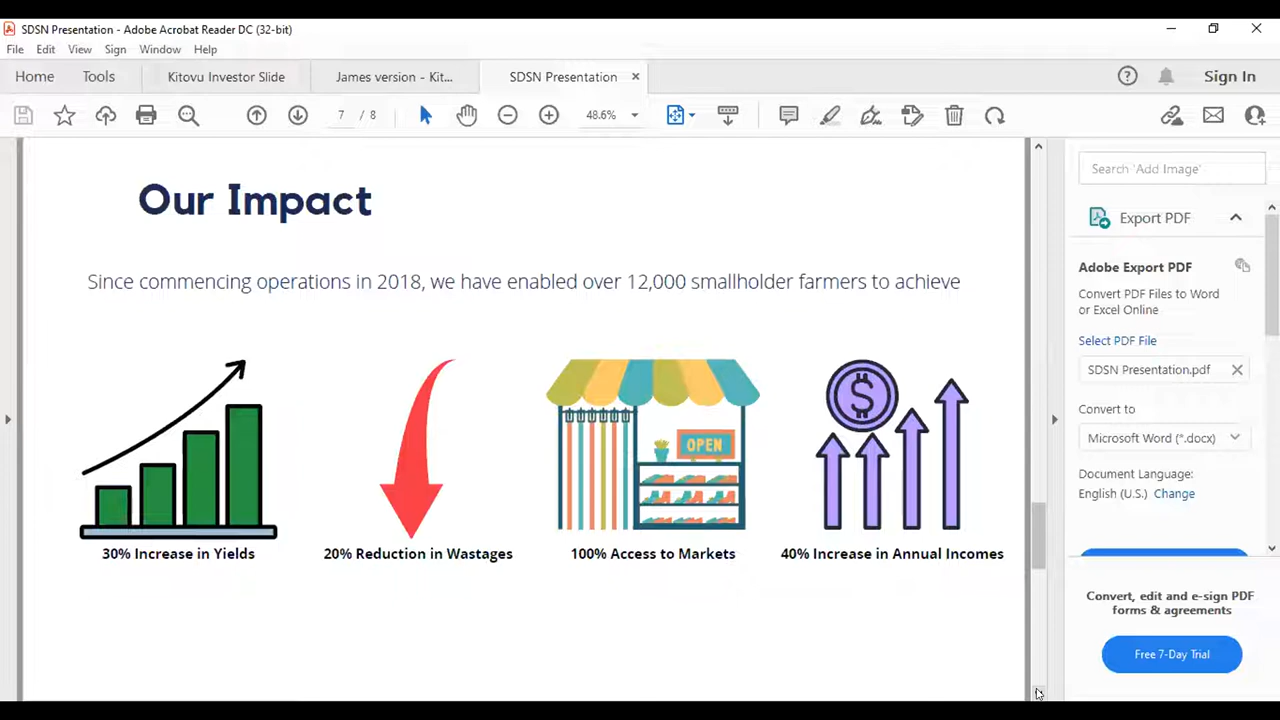 SDSN Presentation - Adobe Acrobat Reader DC (32-bit)
File Edit View Sign Window Help
Home Tools Kitovu Investor Slide James version - Kit... SDSN Presentation Sign In
7 / 8 48.6%
Our Impact
Since commencing operations in 2018, we have enabled over 12,000 smallholder farmers to achieve
OPEN
$
30% Increase in Yields
20% Reduction in Wastages
100% Access to Markets
40% Increase in Annual Incomes
Search 'Add Image'
Export PDF
Adobe Export PDF
Convert PDF Files to Word
or Excel Online
Select PDF File
SDSN Presentation.pdf
Convert to
Microsoft Word (*.docx)
Document Language:
English (U.S.) Change
Convert, edit and e-sign PDF
forms & agreements
Free 7-Day Trial